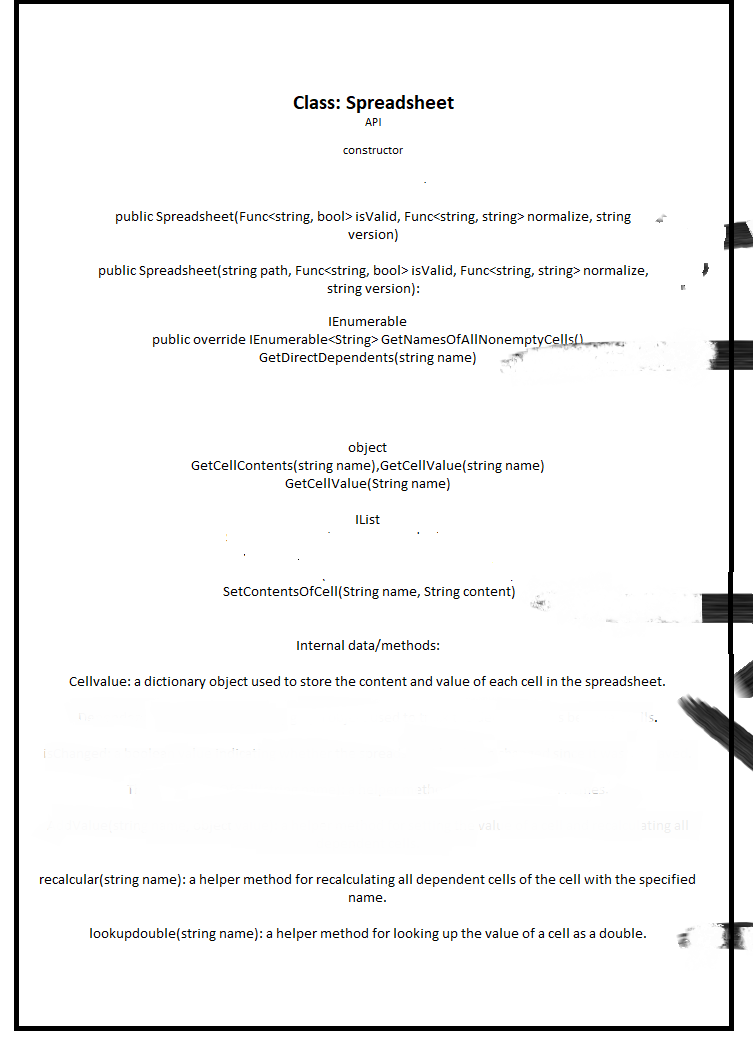 Class: Spreadsheet
API
constructor
public Spreadsheet(Func<string, bool> isValid, Func<string, string> normalize, string
version)
public Spreadsheet(string path, Func<string, bool> isValid, Func<string, string> normalize,
string version):
IEnumerable
public override IEnumerable<String> GetNamesOfAllNonemptyCells()
GetDirectDependents(string name)
object
GetCellContents(string name),GetCellValue(string name)
GetCellValue(String name)
IList
SetContentsOfCell(String name, String content)
Internal data/methods:
Cellvalue: a dictionary object used to store the content and value of each cell in the spreadsheet.
ating all
recalcular(string name): a helper method for recalculating all dependent cells of the cell with the specified
name.
lookupdouble(string name): a helper method for looking up the value of a cell as a double.